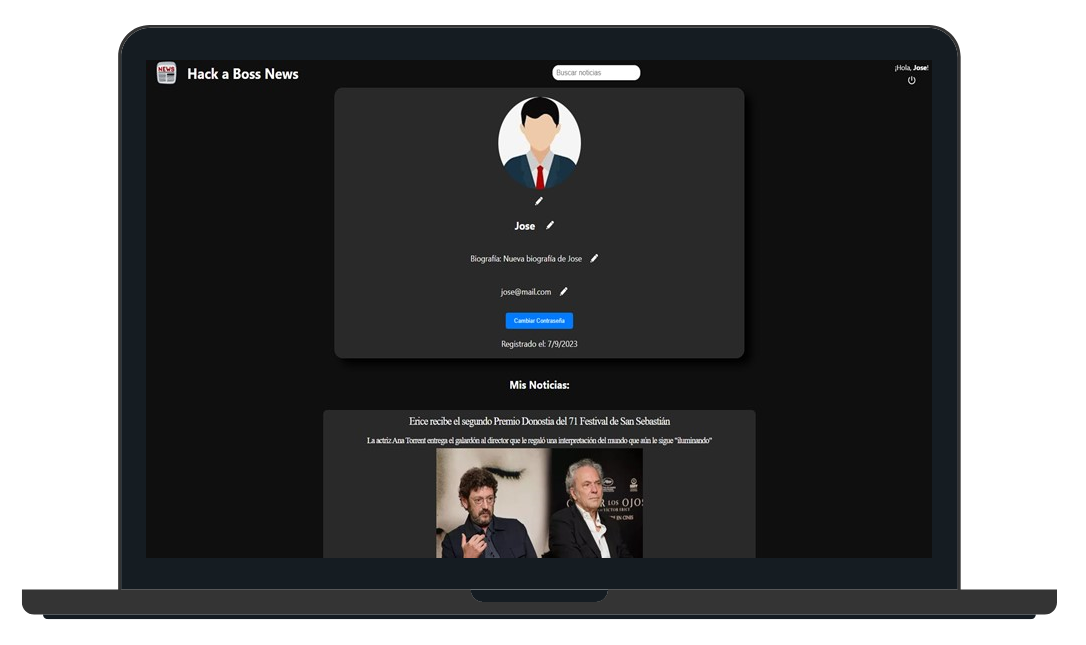 NEWS
Hack a Boss News
Buscar noticias
¡Hola, Jose!
Jose
Biografía: Nueva biografía de Jose
jose@mail.com
Cambiar Contraseña
Registrado el: 7/9/2023
Mis Noticias:
Erice recibe el segundo Premio Donostia del 71 Festival de San Sebastián
La actriz Ana Torrent entrega el galardón al director que le regaló una interpretación del mundo que aún le sigue "iluminando"
LOS OJOS
VICTOR ERICE
EN CINES